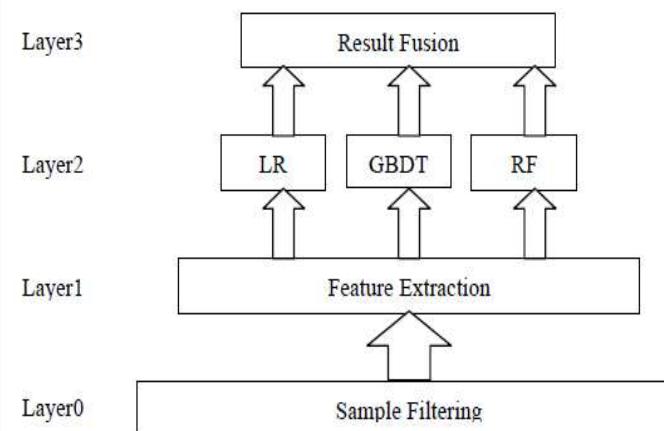 Layer3 Result Fusion
Layer2 LR GBDT RF
Layer1 Feature Extraction
Layer0 Sample Filtering